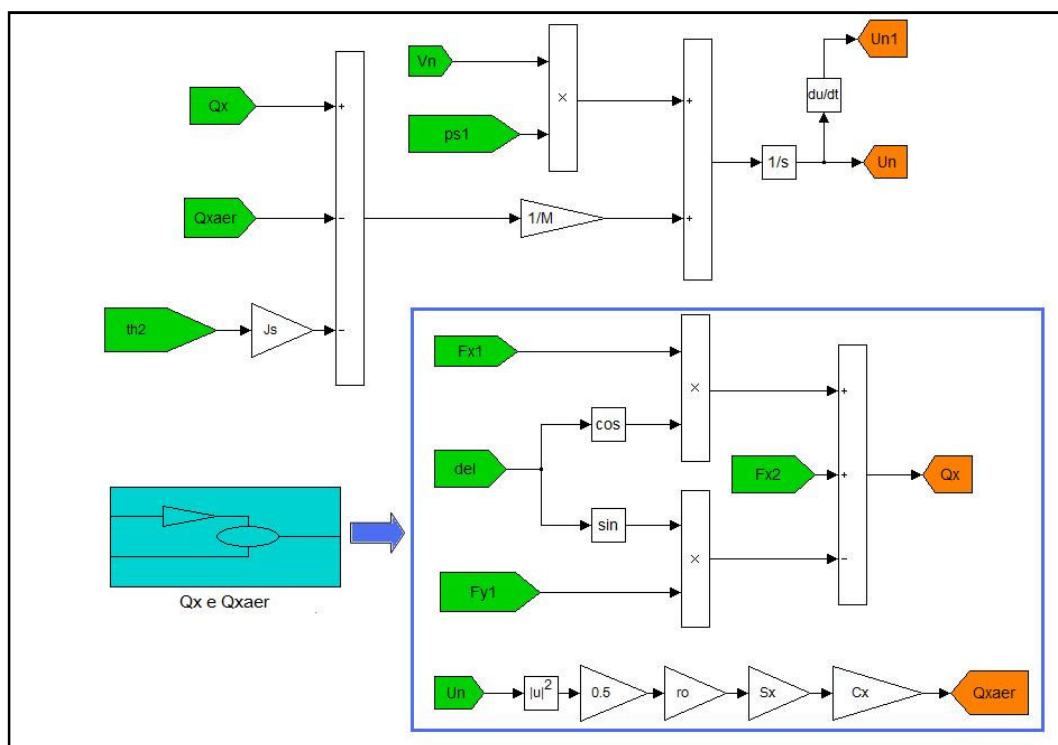 Qx
+
Qxaer
-
th2
Js
-
Vn
ps1
×
1/M
+
+
1/s
du/dt
Un1
Un
Fx1
del
cos
sin
Fy1
×
×
Fx2
+
+
-
Qx
Qx e Qxaer
Un
|u|²
0.5
ro
Sx
Cx
Qxaer